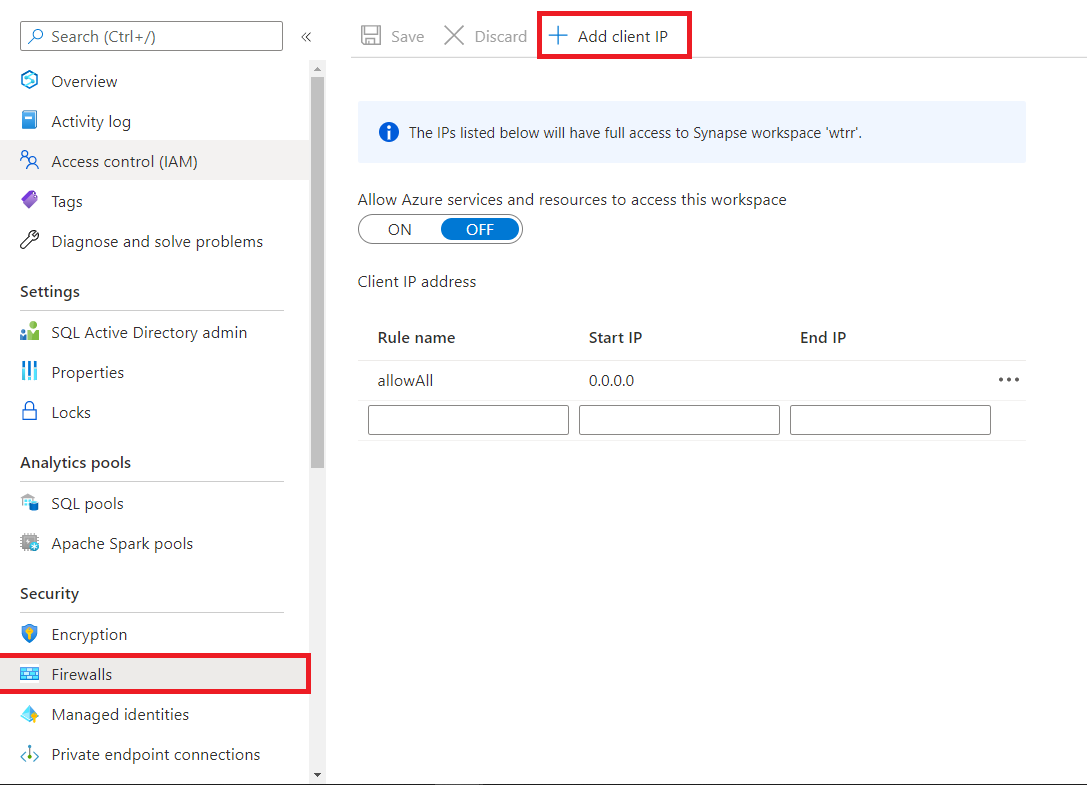 Search (Ctrl+/)
«
Overview
Activity log
Access control (IAM)
Tags
Diagnose and solve problems
Settings
SQL Active Directory admin
Properties
Locks
Analytics pools
SQL pools
Apache Spark pools
Security
Encryption
Firewalls
Managed identities
Private endpoint connections
Save Discard Add client IP
The IPs listed below will have full access to Synapse workspace 'wtrr'.
Allow Azure services and resources to access this workspace
ON OFF
Client IP address
Rule name Start IP End IP
allowAll 0.0.0.0